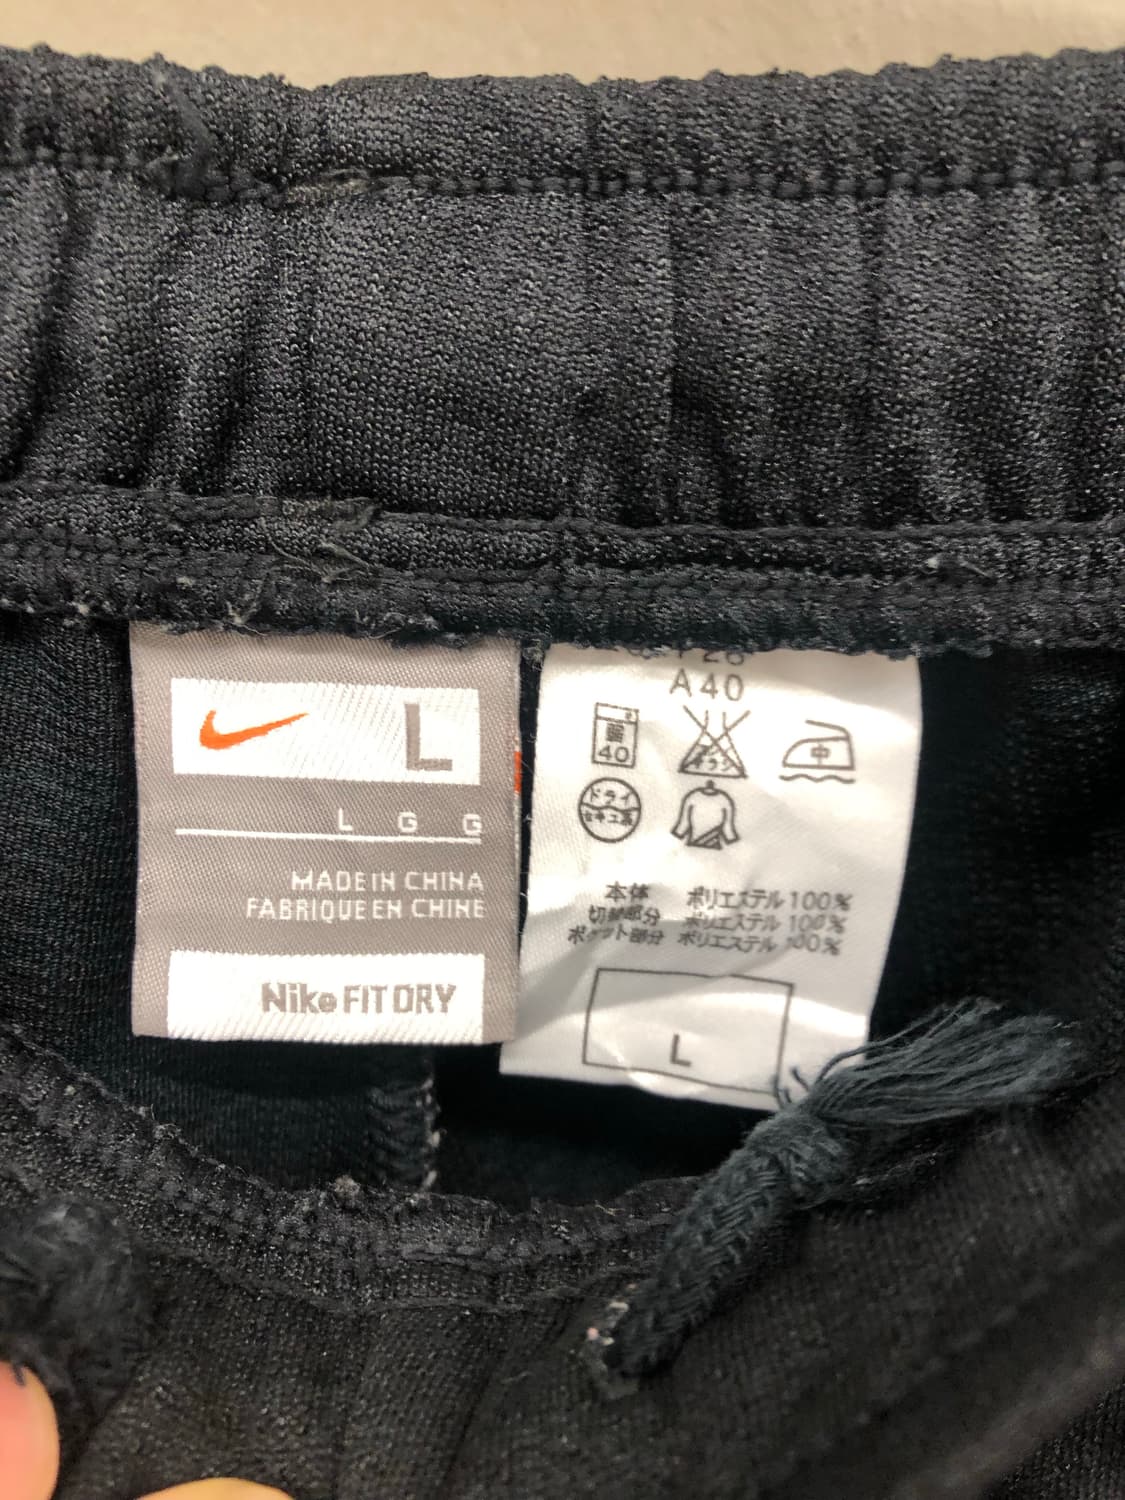 L
L G G
MADE IN CHINA
FABRIQUE EN CHINE
Nike FIT DRY
A40
40
ドライ
本体 ポリエステル 100%
切替部分 ポリエステル 100%
ポケット部分 ポリエステル 100%
L